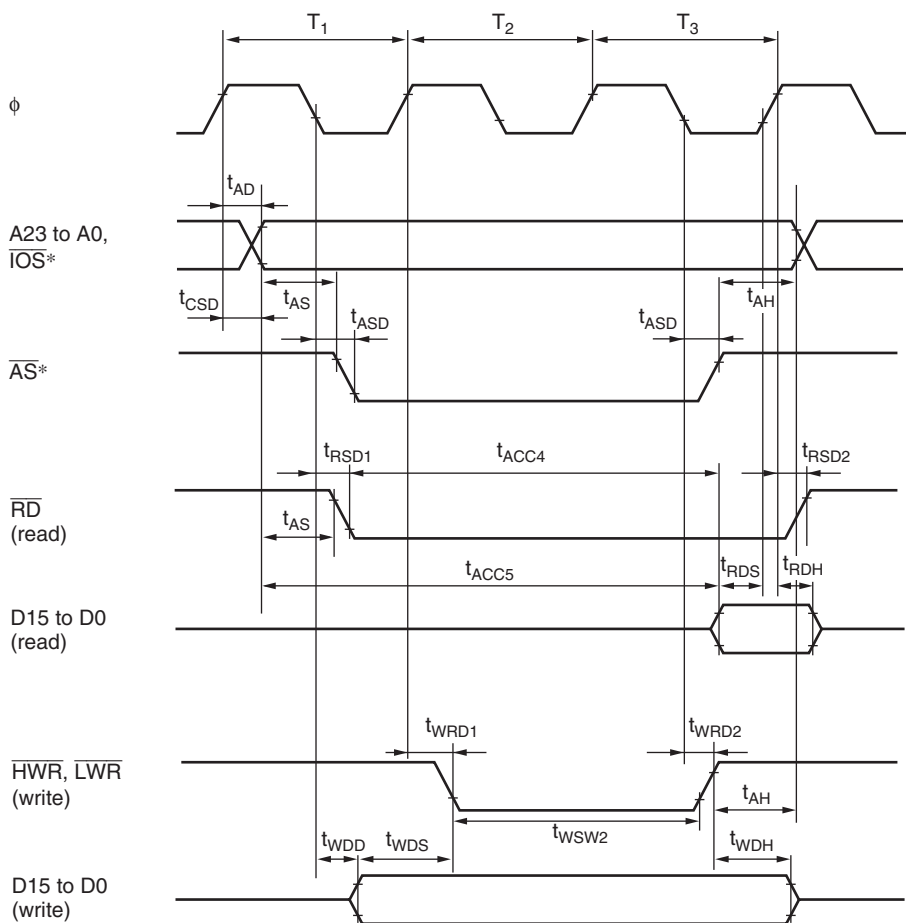 T1 T2 T3
φ
tAD
A23 to A0,
IOS*
tCSD tAS tAH
tASD tASD
AS*
tRSD1 tACC4 tRSD2
RD
(read)
tAS
tACC5 tRDS tRDH
D15 to D0
(read)
tWRD1 tWRD2
HWR, LWR
(write)
tAH
tWSW2
tWDD tWDS tWDH
D15 to D0
(write)